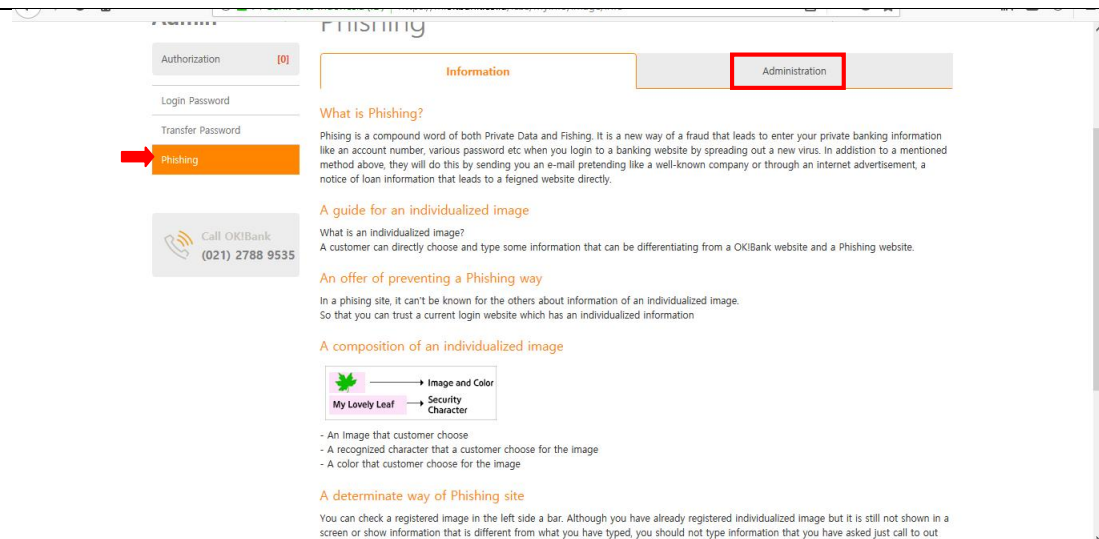 Phishing
Authorization [0]
Login Password
Transfer Password
Phishing
Call OK!Bank
(021) 2788 9535
Information
Administration
What is Phishing?
Phising is a compound word of both Private Data and Fishing. It is a new way of a fraud that leads to enter your private banking information
like an account number, various password etc when you login to a banking website by spreading out a new virus. In addistion to a mentioned
method above, they will do this by sending you an e-mail pretending like a well-known company or through an internet advertisement, a
notice of loan information that leads to a feigned website directly.
A guide for an individualized image
What is an individualized image?
A customer can directly choose and type some information that can be differentiating from a OK!Bank website and a Phishing website.
An offer of preventing a Phishing way
In a phising site, it can't be known for the others about information of an individualized image.
So that you can trust a current login website which has an individualized information
A composition of an individualized image
Image and Color
My Lovely Leaf
Security
Character
- An Image that customer choose
- A recognized character that a customer choose for the image
- A color that customer choose for the image
A determinate way of Phishing site
You can check a registered image in the left side a bar. Although you have already registered individualized image but it is still not shown in a
screen or show information that is different from what you have typed, you should not type information that you have asked just call to out